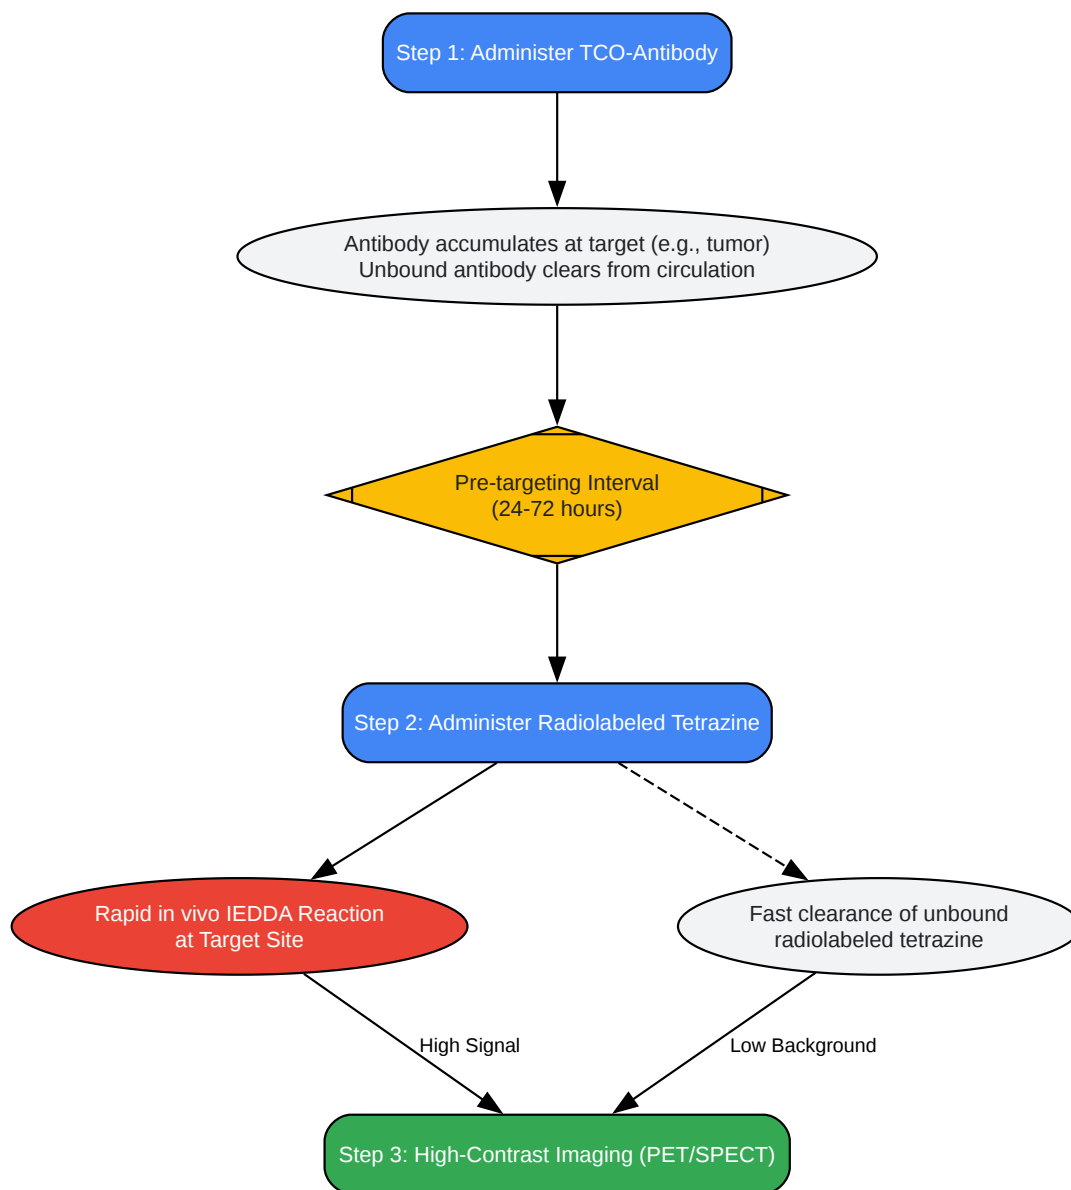 Step 1: Administer TCO-Antibody
Antibody accumulates at target (e.g., tumor)
Unbound antibody clears from circulation
Pre-targeting Interval
(24-72 hours)
Step 2: Administer Radiolabeled Tetrazine
Rapid in vivo IEDDA Reaction
at Target Site
Fast clearance of unbound
radiolabeled tetrazine
High Signal
Low Background
Step 3: High-Contrast Imaging (PET/SPECT)